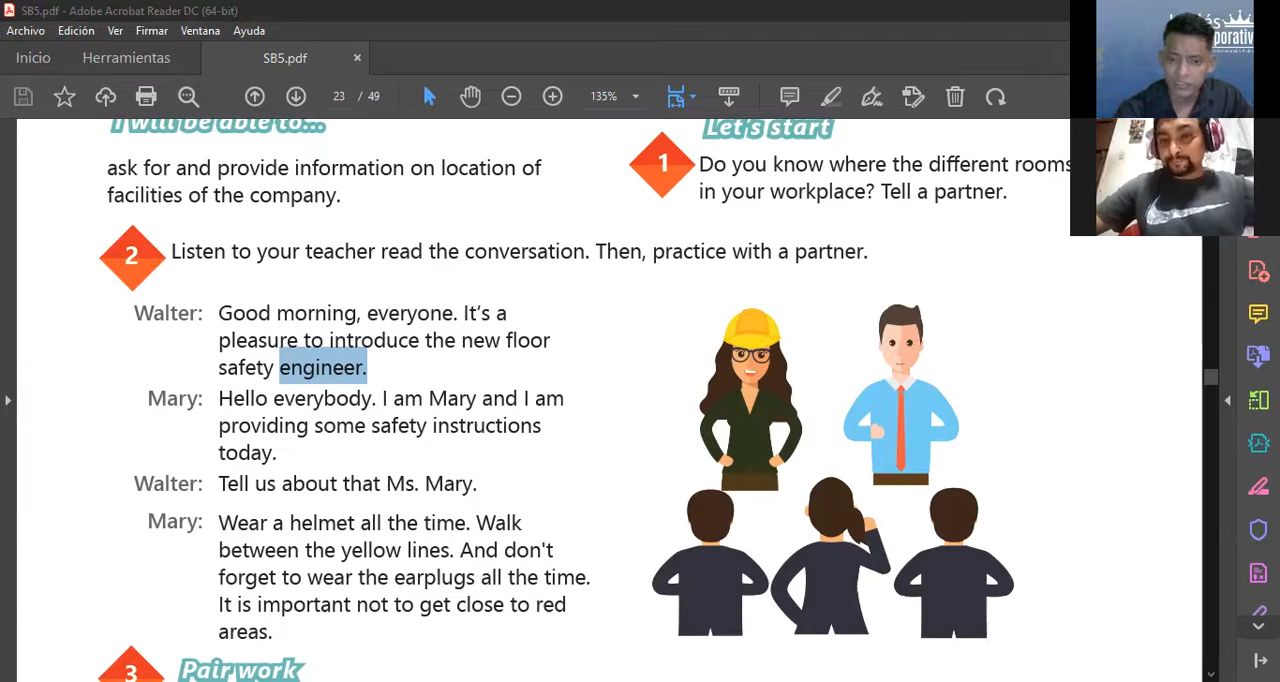 SB5.pdf - Adobe Acrobat Reader DC (64-bit)
Archivo Edición Ver Firmar Ventana Ayuda
Inicio Herramientas SB5.pdf ×
23 / 49 135%
I will be able to...
Let's start
ask for and provide information on location of
facilities of the company.
1 Do you know where the different rooms
in your workplace? Tell a partner.
2 Listen to your teacher read the conversation. Then, practice with a partner.
Walter: Good morning, everyone. It’s a
pleasure to introduce the new floor
safety engineer.
Mary: Hello everybody. I am Mary and I am
providing some safety instructions
today.
Walter: Tell us about that Ms. Mary.
Mary: Wear a helmet all the time. Walk
between the yellow lines. And don't
forget to wear the earplugs all the time.
It is important not to get close to red
areas.
3 Pair work